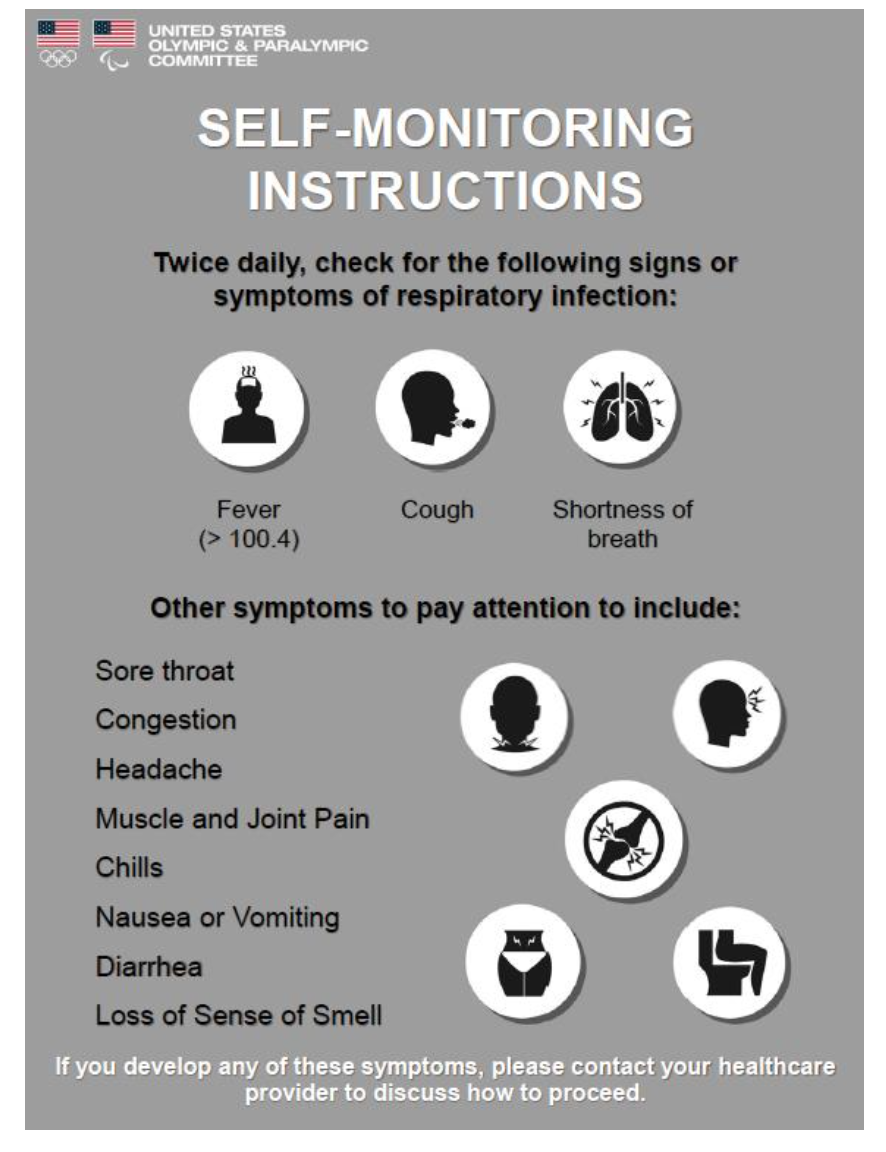 UNITED STATES
OLYMPIC & PARALYMPIC
COMMITTEE
SELF-MONITORING
INSTRUCTIONS
Twice daily, check for the following signs or
symptoms of respiratory infection:
Fever
(> 100.4)
Cough
Shortness of
breath
Other symptoms to pay attention to include:
Sore throat
Congestion
Headache
Muscle and Joint Pain
Chills
Nausea or Vomiting
Diarrhea
Loss of Sense of Smell
If you develop any of these symptoms, please contact your healthcare
provider to discuss how to proceed.